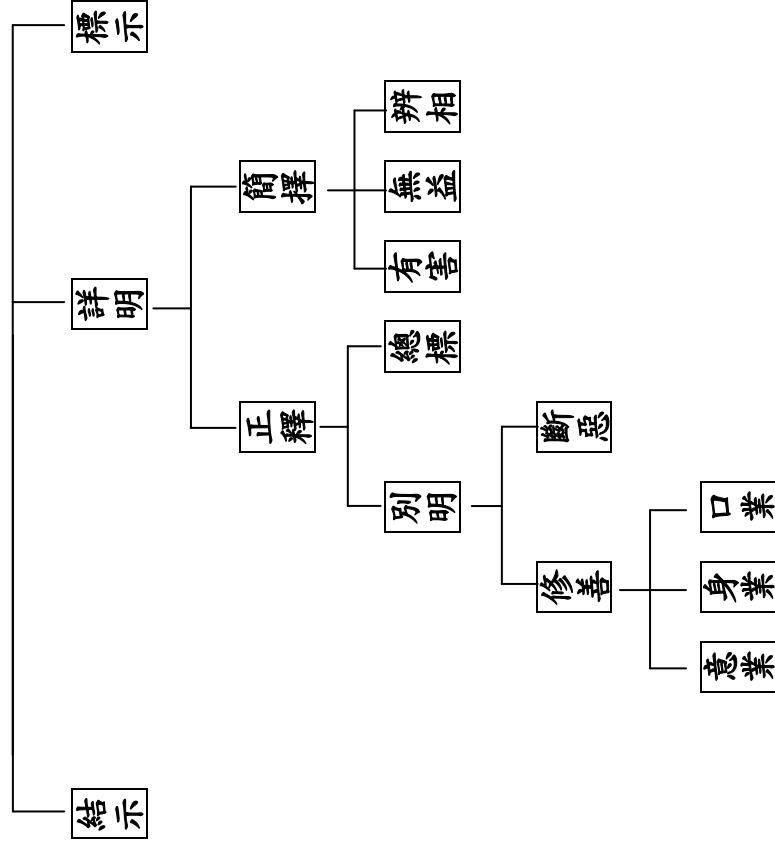 標示
詳明
簡擇
辨相
無益
有害
正釋
總標
別明
斷惡
修善
口業
身業
意業
結示